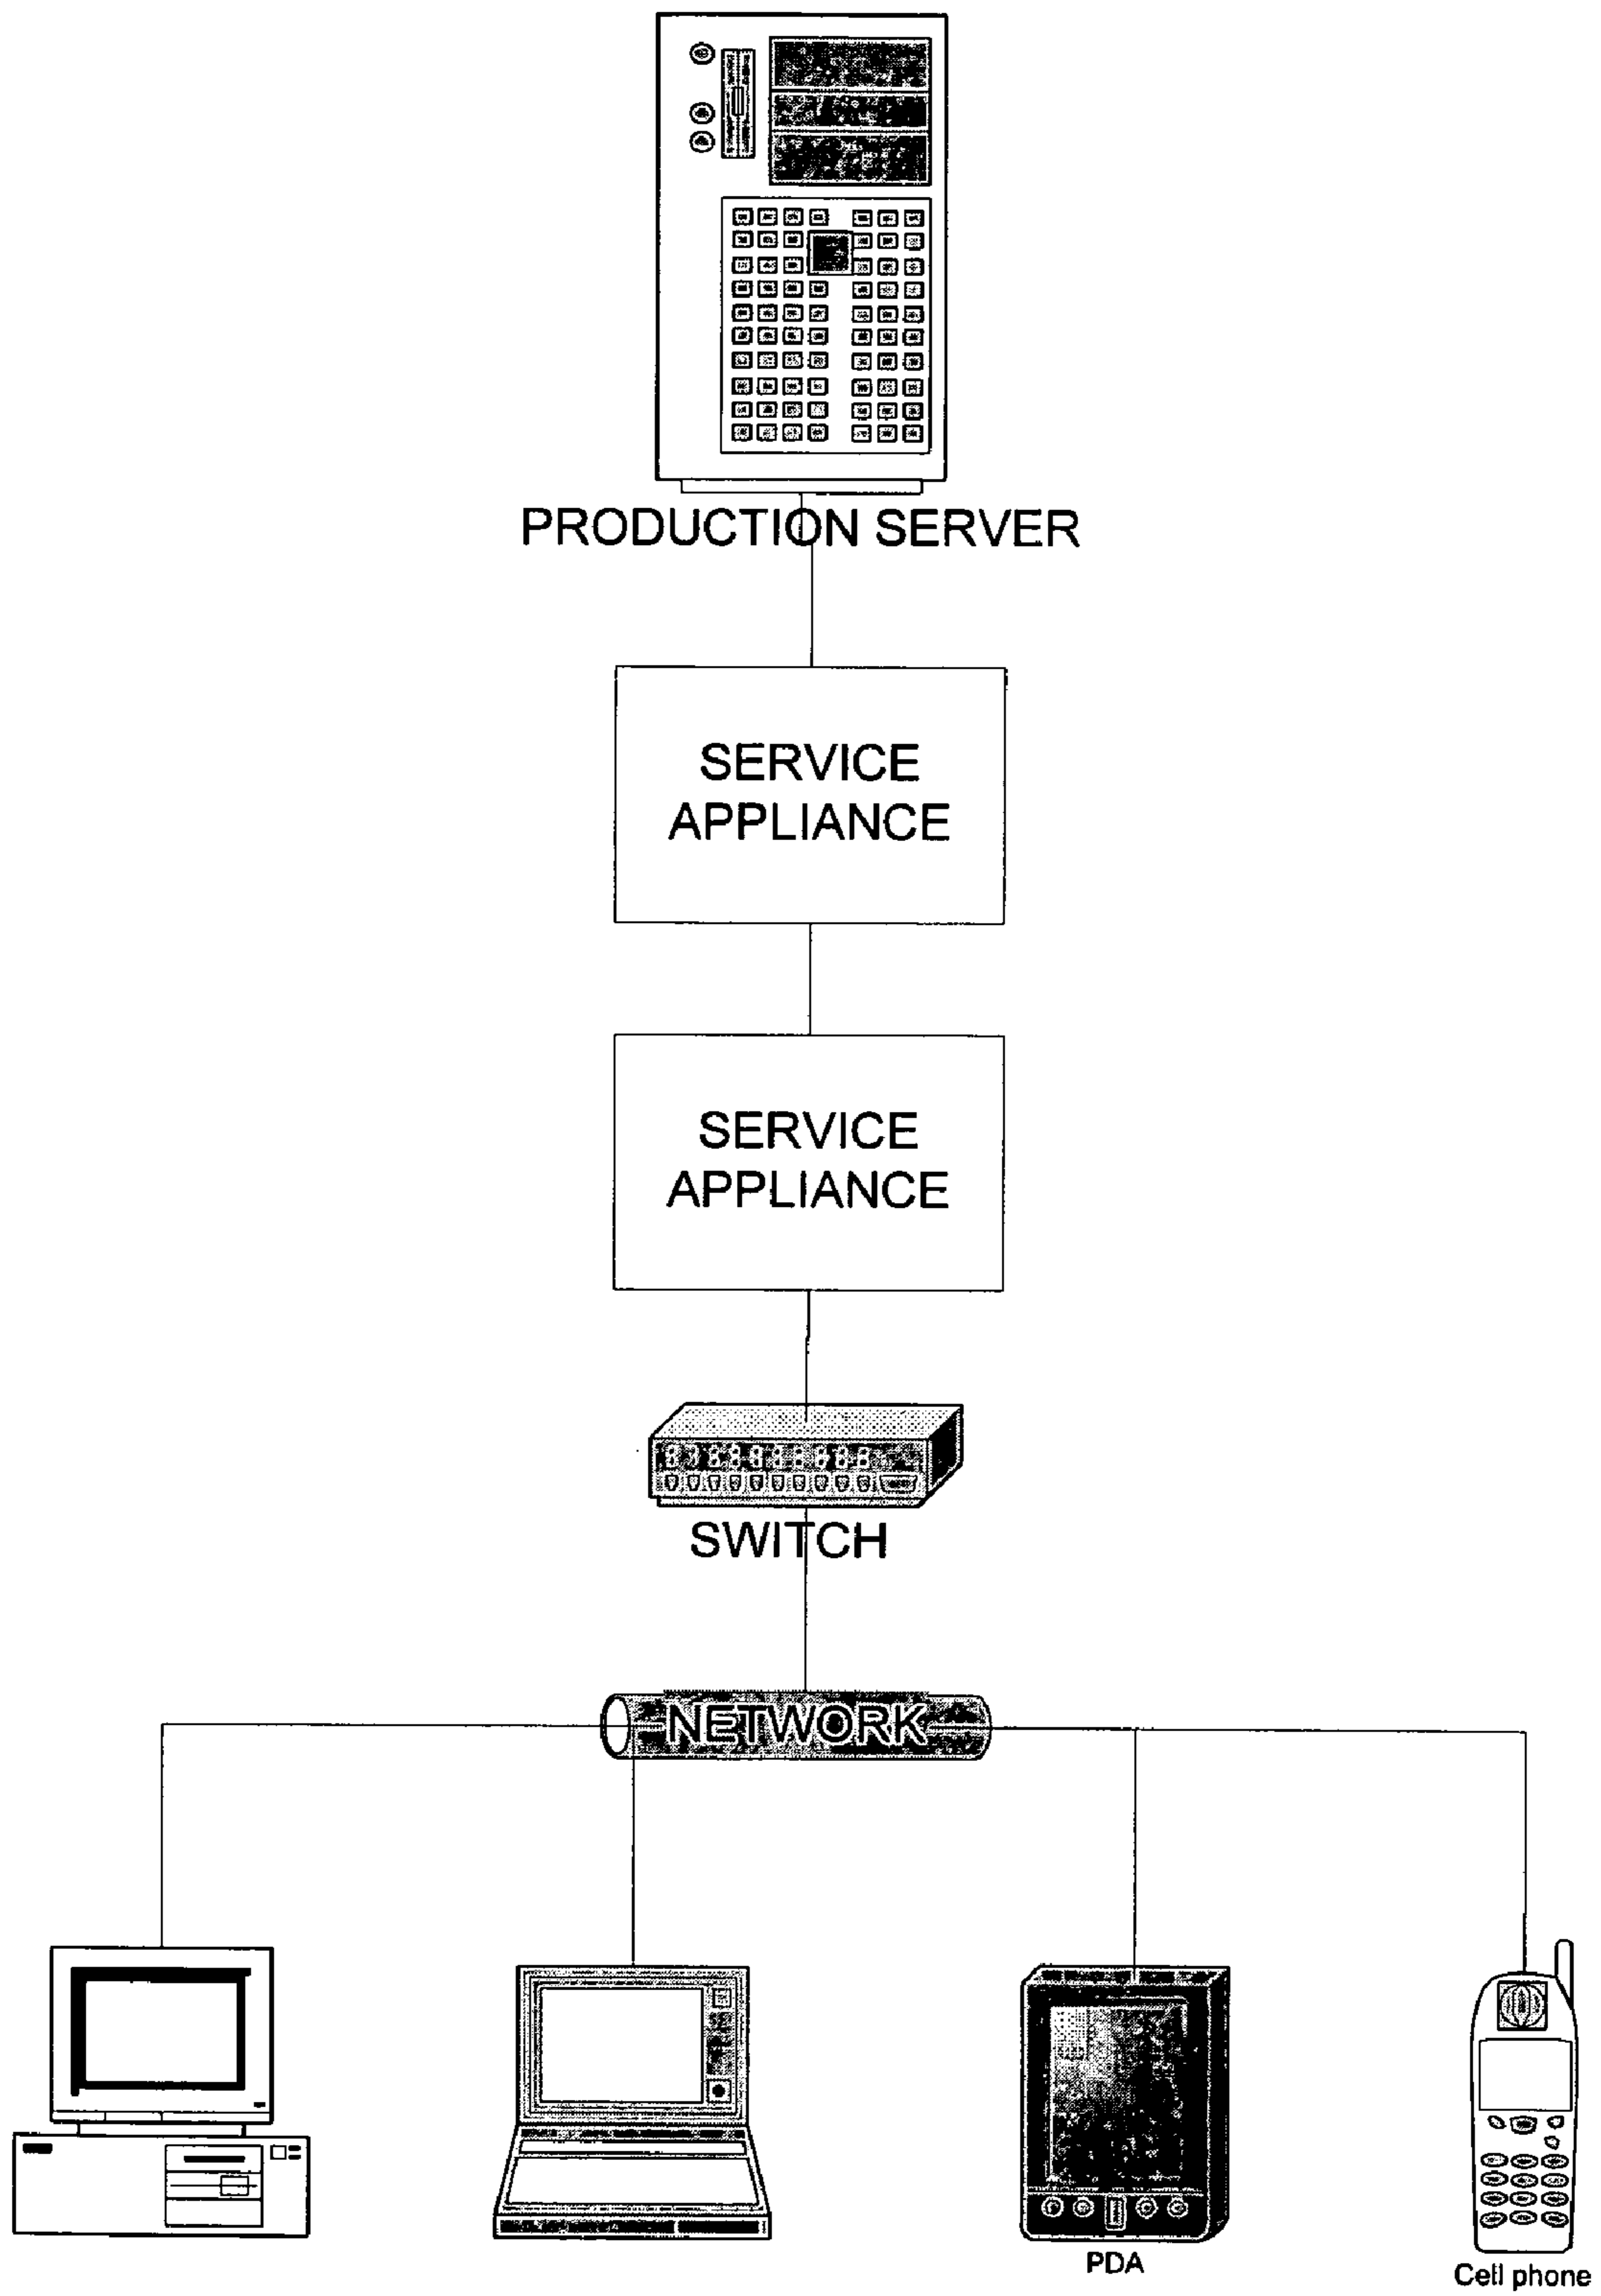 PRODUCTION SERVER
SERVICE
APPLIANCE
SERVICE
APPLIANCE
SWITCH
NETWORK
PDA
Cell phone